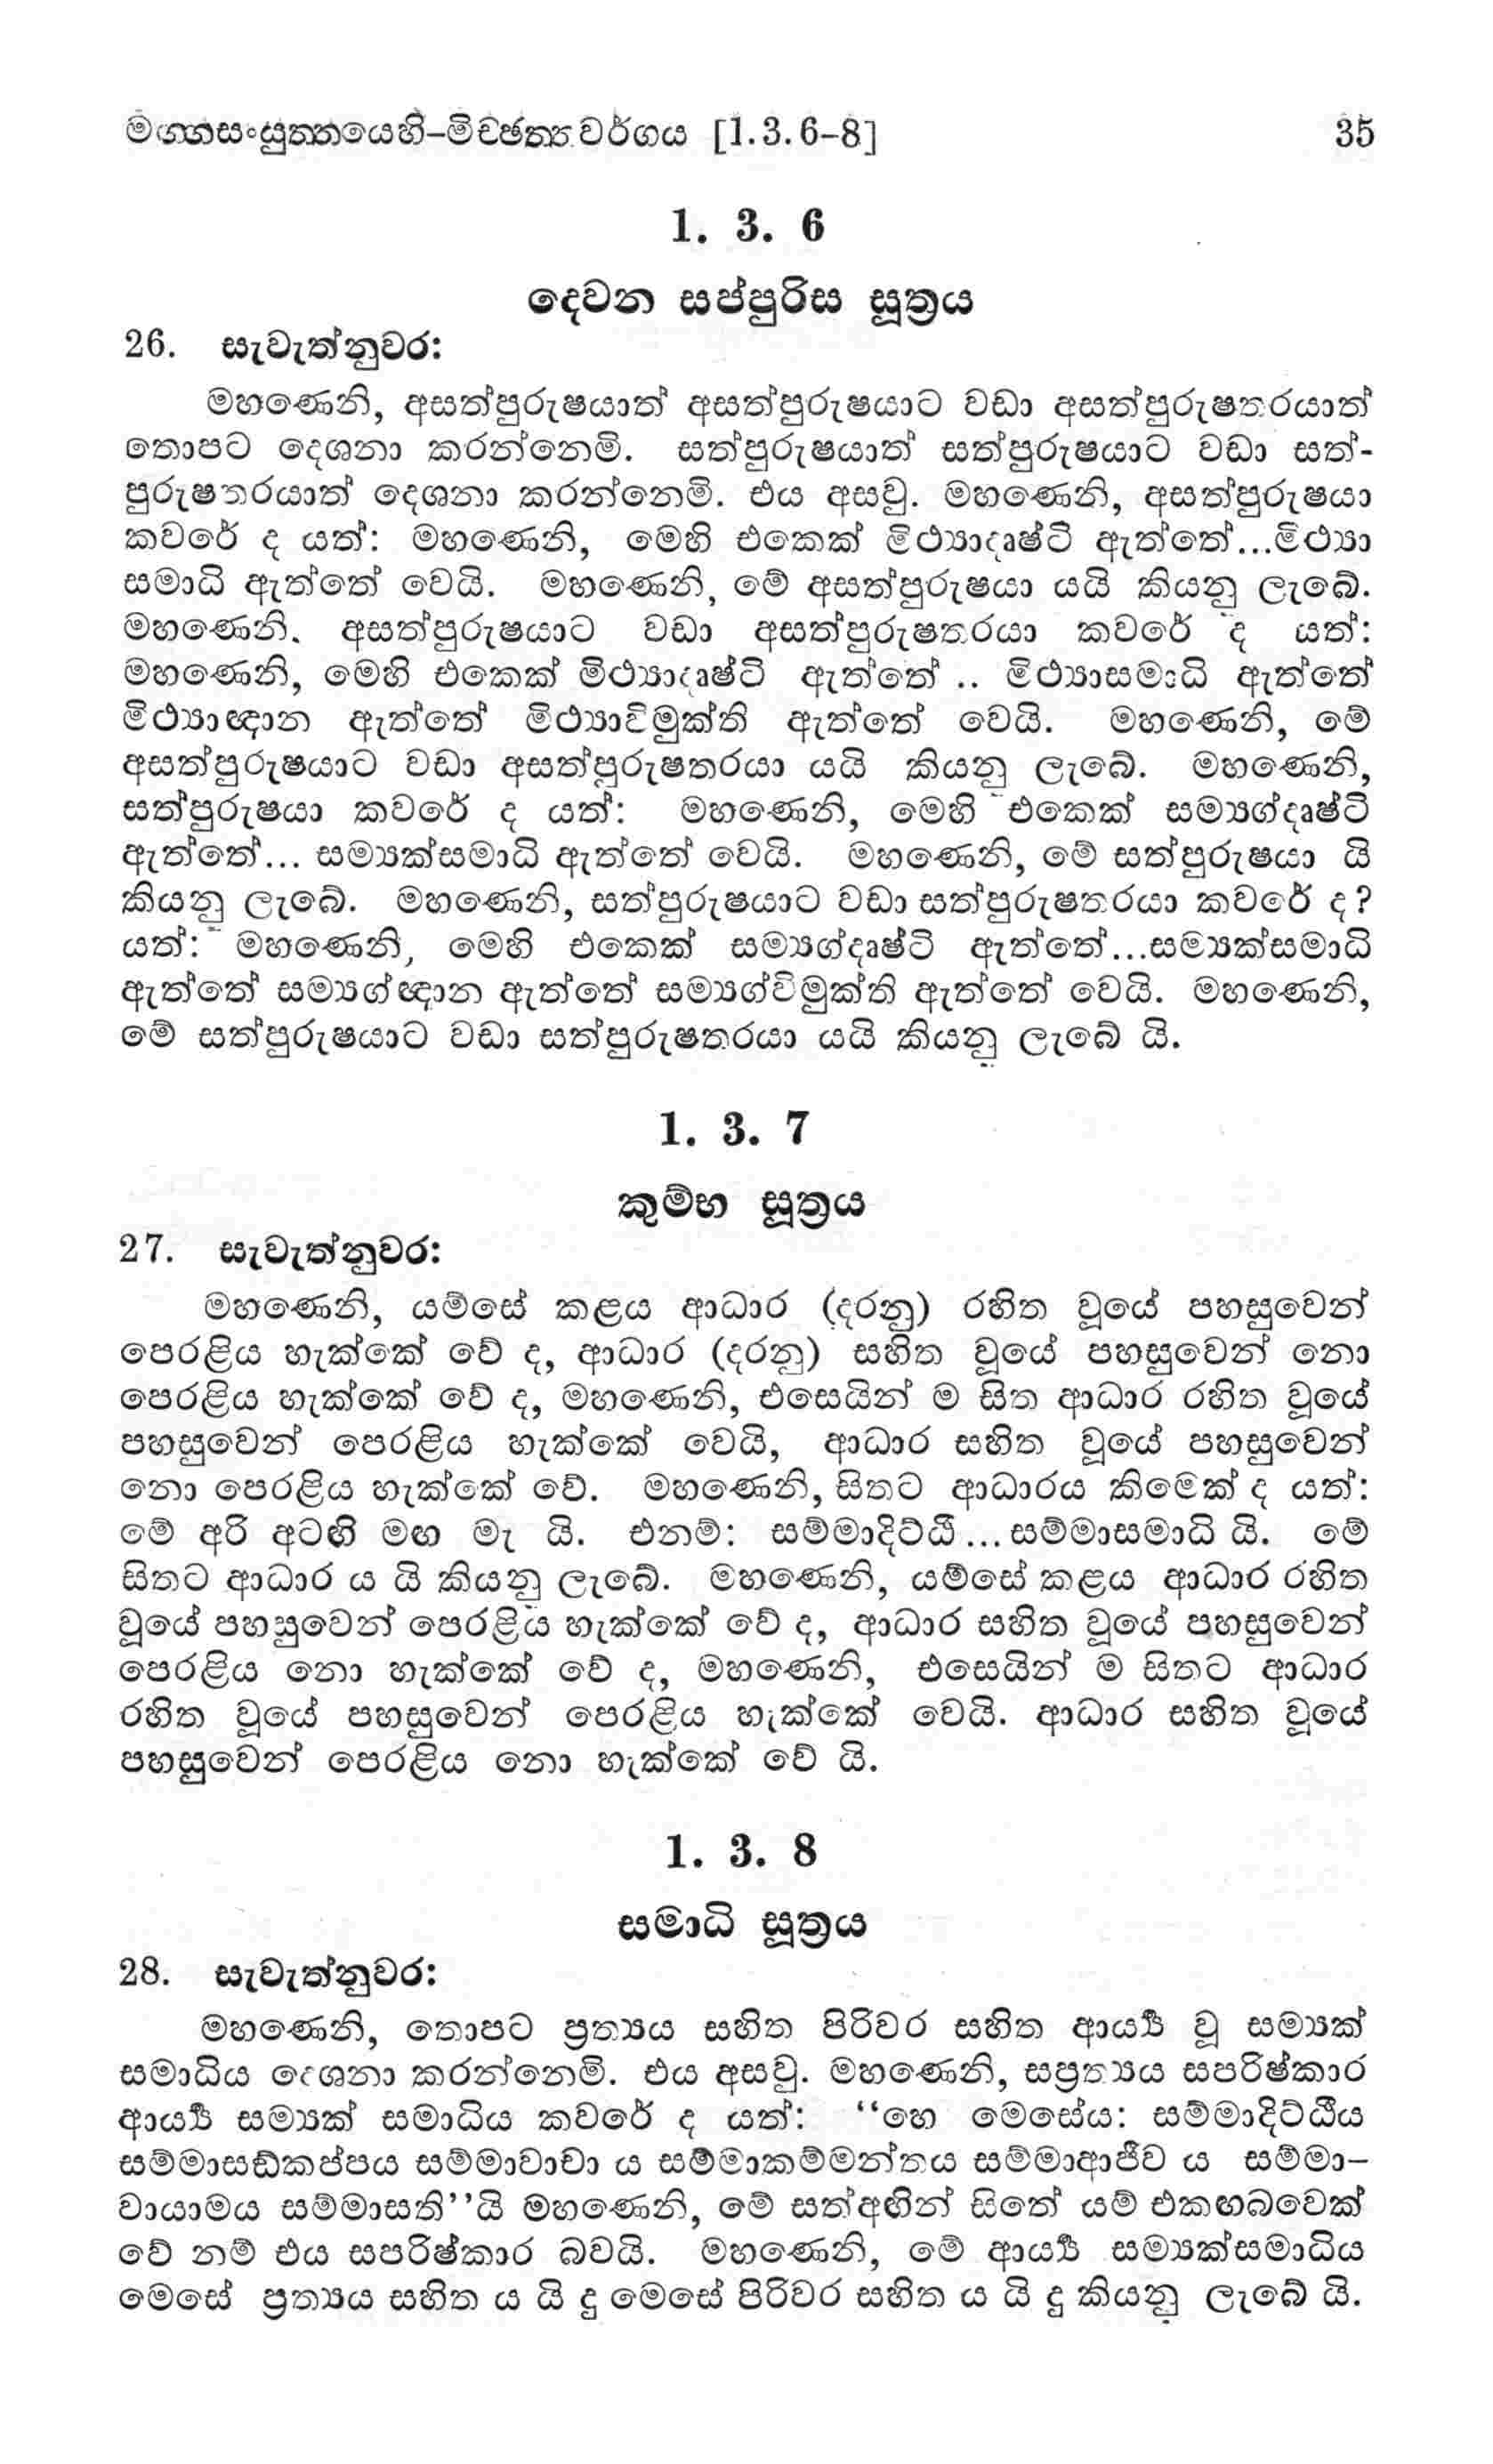 මග්ගසංයුත්තයෙහි–මිච්ඡත්‍තවර්ගය [1.3.6–8] 35
1. 3. 6
දෙවන සප්පුරිස සූත්‍රය
26. සැවැත්නුවර:
මහණෙනි, අසත්පුරුෂයාත් අසත්පුරුෂයාට වඩා අසත්පුරුෂතරයාත්
තොපට දෙශනා කරන්නෙමි. සත්පුරුෂයාත් සත්පුරුෂයාට වඩා සත්-
පුරුෂතරයාත් දෙශනා කරන්නෙමි. එය අසවු. මහණෙනි, අසත්පුරුෂයා
කවරේ ද යත්: මහණෙනි, මෙහි එකෙක් මිථ්‍යාදෘෂ්ටි ඇත්තේ...මිථ්‍යා
සමාධි ඇත්තේ වෙයි. මහණෙනි, මේ අසත්පුරුෂයා යයි කියනු ලැබේ.
මහණෙනි. අසත්පුරුෂයාට වඩා අසත්පුරුෂතරයා කවරේ ද යත්:
මහණෙනි, මෙහි එකෙක් මිථ්‍යාදෘෂ්ටි ඇත්තේ .. මිථ්‍යාසමාධි ඇත්තේ
මිථ්‍යාඥාන ඇත්තේ මිථ්‍යාවිමුක්ති ඇත්තේ වෙයි. මහණෙනි, මේ
අසත්පුරුෂයාට වඩා අසත්පුරුෂතරයා යයි කියනු ලැබේ. මහණෙනි,
සත්පුරුෂයා කවරේ ද යත්: මහණෙනි, මෙහි එකෙක් සම්‍යග්දෘෂ්ටි
ඇත්තේ... සම්‍යක්සමාධි ඇත්තේ වෙයි. මහණෙනි, මේ සත්පුරුෂයා යි
කියනු ලැබේ. මහණෙනි, සත්පුරුෂයාට වඩා සත්පුරුෂතරයා කවරේ ද?
යත්: මහණෙනි, මෙහි එකෙක් සම්‍යග්දෘෂ්ටි ඇත්තේ...සම්‍යක්සමාධි
ඇත්තේ සම්‍යග්ඥාන ඇත්තේ සම්‍යග්විමුක්ති ඇත්තේ වෙයි. මහණෙනි,
මේ සත්පුරුෂයාට වඩා සත්පුරුෂතරයා යයි කියනු ලැබේ යි.
1. 3. 7
කුම්භ සූත්‍රය
27. සැවැත්නුවර:
මහණෙනි, යම්සේ කළය ආධාර (දරනු) රහිත වූයේ පහසුවෙන්
පෙරළිය හැක්කේ වේ ද, ආධාර (දරනු) සහිත වූයේ පහසුවෙන් නො
පෙරළිය හැක්කේ වේ ද, මහණෙනි, එසෙයින් ම සිත ආධාර රහිත වූයේ
පහසුවෙන් පෙරළිය හැක්කේ වෙයි, ආධාර සහිත වූයේ පහසුවෙන්
නො පෙරළිය හැක්කේ වේ. මහණෙනි, සිතට ආධාරය කිමෙක් ද යත්:
මේ අරි අටඟි මඟ මැ යි. එනම්: සම්මාදිට්ඨි...සම්මාසමාධි යි. මේ
සිතට ආධාර ය යි කියනු ලැබේ. මහණෙනි, යම්සේ කළය ආධාර රහිත
වූයේ පහසුවෙන් පෙරළිය හැක්කේ වේ ද, ආධාර සහිත වූයේ පහසුවෙන්
පෙරළිය නො හැක්කේ වේ ද, මහණෙනි, එසෙයින් ම සිතට ආධාර
රහිත වූයේ පහසුවෙන් පෙරළිය හැක්කේ වෙයි. ආධාර සහිත වූයේ
පහසුවෙන් පෙරළිය නො හැක්කේ වේ යි.
1. 3. 8
සමාධි සූත්‍රය
28. සැවැත්නුවර:
මහණෙනි, තොපට ප්‍රත්‍යය සහිත පිරිවර සහිත ආර්‍ය්‍ය වූ සම්‍යක්
සමාධිය දෙශනා කරන්නෙමි. එය අසවු. මහණෙනි, සප්‍රත්‍යය සපරිෂ්කාර
ආර්‍ය්‍ය සම්‍යක් සමාධිය කවරේ ද යත්: “හෙ මෙසේය: සම්මාදිට්ඨිය
සම්මාසඞ්කප්පය සම්මාවාචා ය සම්මාකම්මන්තය සම්මාආජීව ය සම්මා–
වායාමය සම්මාසති”යි මහණෙනි, මේ සත්අඟින් සිතේ යම් එකඟබවෙක්
වේ නම් එය සපරිෂ්කාර බවයි. මහණෙනි, මේ ආර්‍ය්‍ය සම්‍යක්සමාධිය
මෙසේ ප්‍රත්‍යය සහිත ය යි දු මෙසේ පිරිවර සහිත ය යි දු කියනු ලැබේ යි.